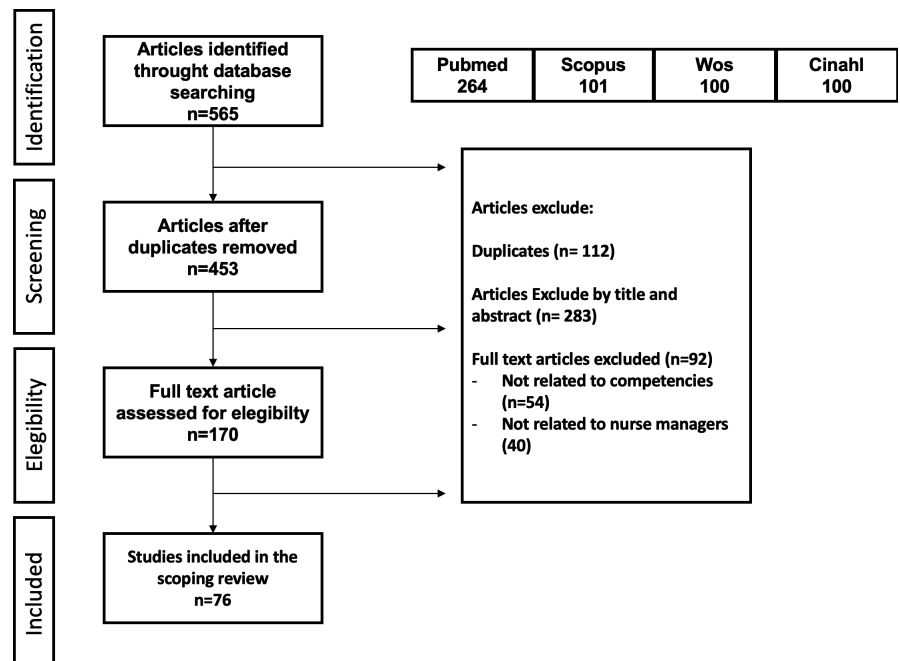 Identification
Articles identified
throught database
searching
n=565
Pubmed
264
Scopus
101
Wos
100
Cinahl
100
Screening
Articles after
duplicates removed
n=453
Articles exclude:
Duplicates (n= 112)
Articles Exclude by title and
abstract (n= 283)
Full text articles excluded (n=92)
- Not related to competencies
(n=54)
- Not related to nurse managers
(40)
Elegibility
Full text article
assessed for elegibilty
n=170
Included
Studies included in the
scoping review
n=76